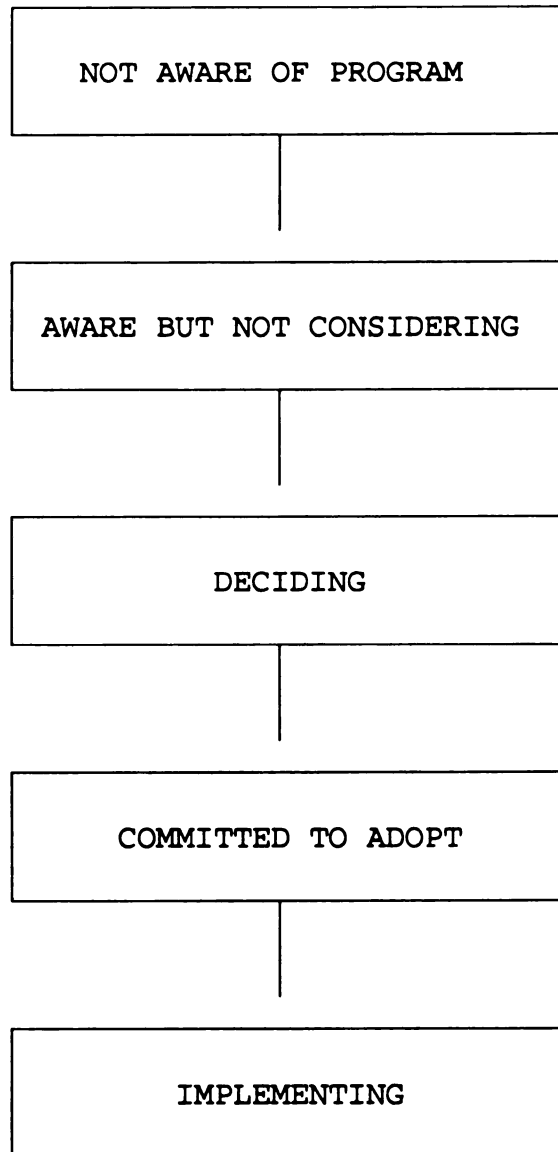 NOT AWARE OF PROGRAM
AWARE BUT NOT CONSIDERING
DECIDING
COMMITTED TO ADOPT
IMPLEMENTING